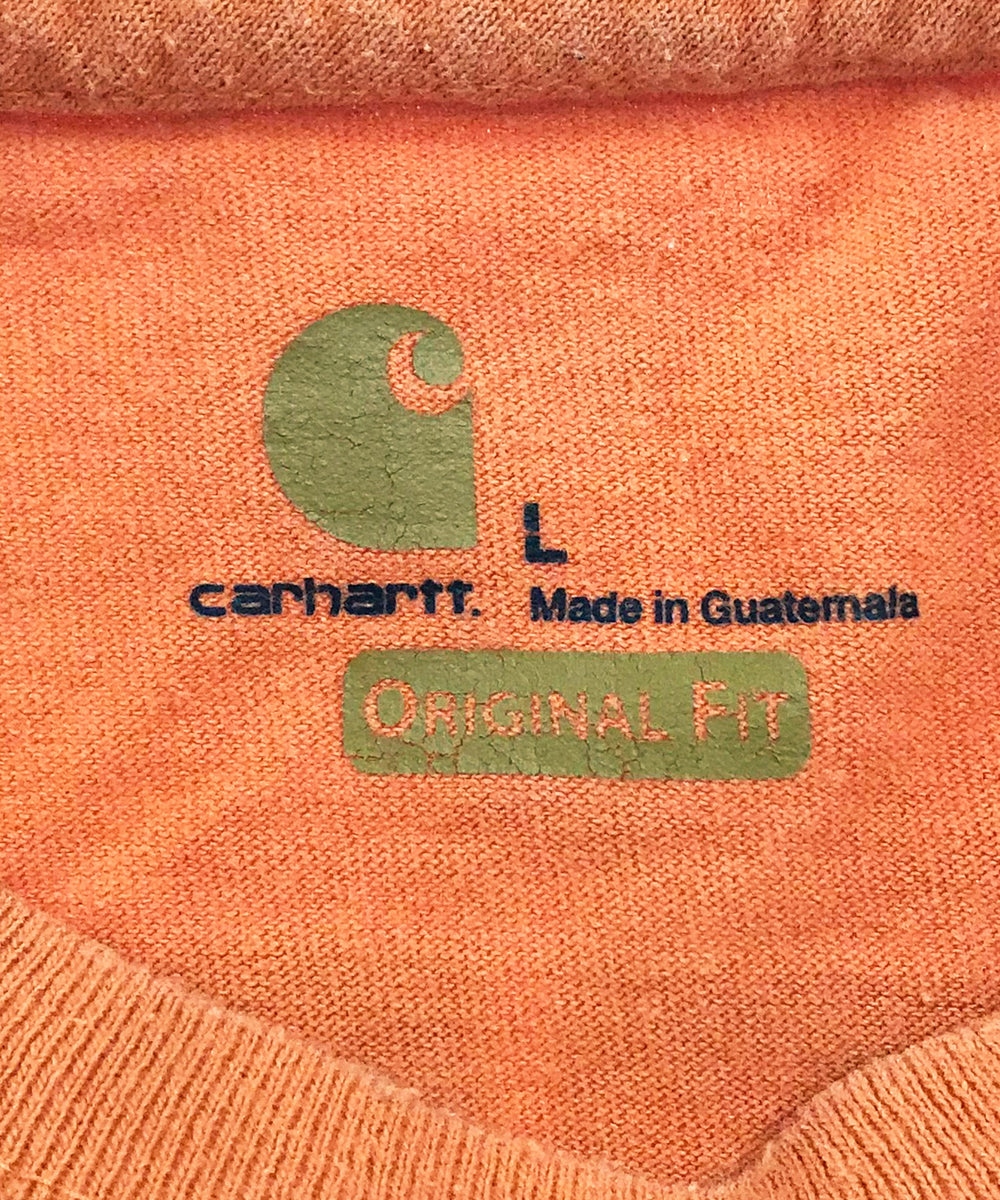 L
carhartt.
Made in Guatemala
ORIGINAL FIT